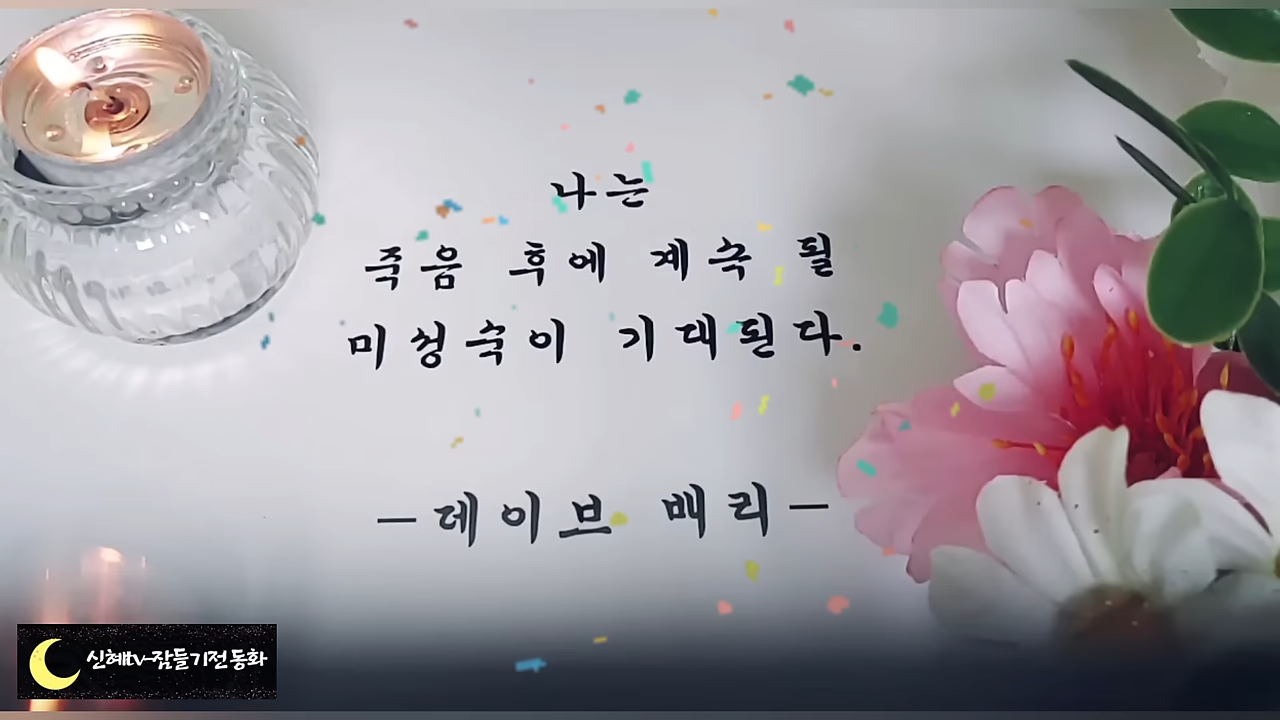 나는
죽음 후에 계속 될
미성숙이 기대된다.
—데이브 배리—
신혜tv-잠들기전동화